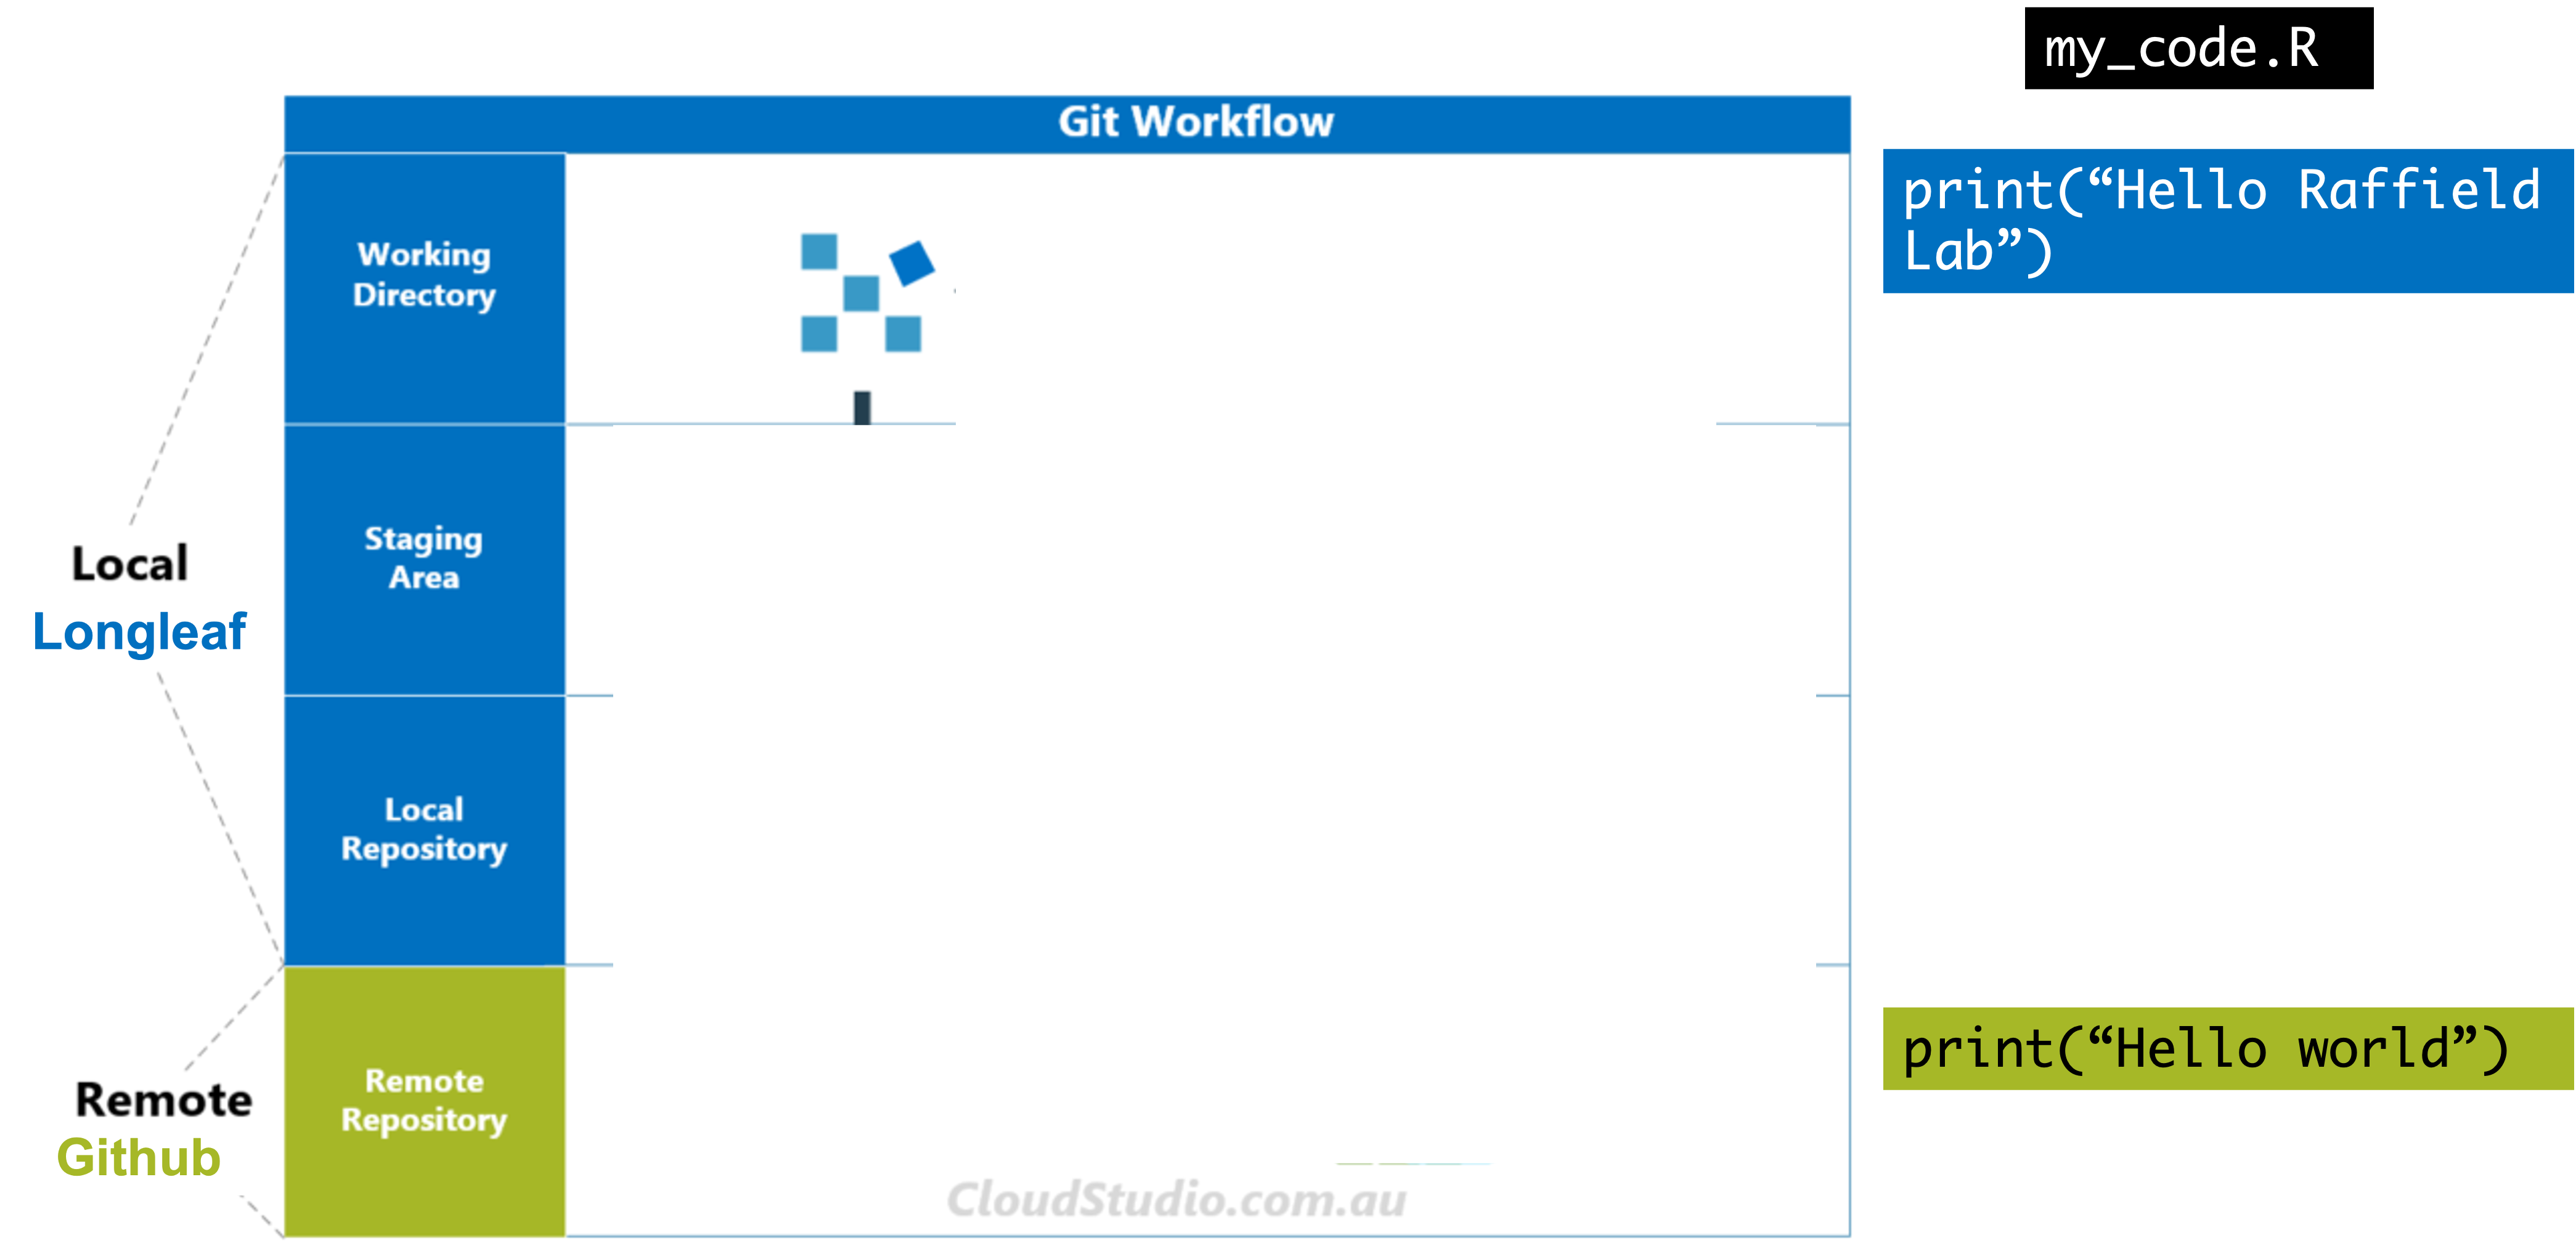 my_code.R
Git Workflow
print(“Hello Raffield
Lab”)
Working
Directory
Staging
Area
Local
Longleaf
Local
Repository
print(“Hello world”)
Remote
Repository
Remote
Github
CloudStudio.com.au